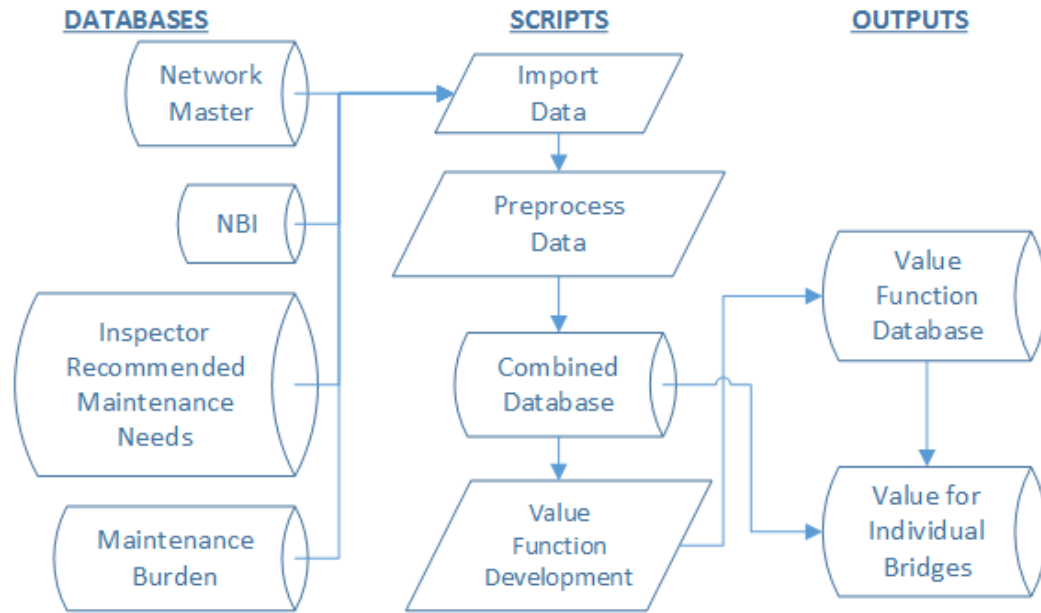 DATABASES
SCRIPTS
OUTPUTS
Network
Master
NBI
Inspector
Recommended
Maintenance
Needs
Maintenance
Burden
Import
Data
Preprocess
Data
Combined
Database
Value
Function
Development
Value
Function
Database
Value for
Individual
Bridges